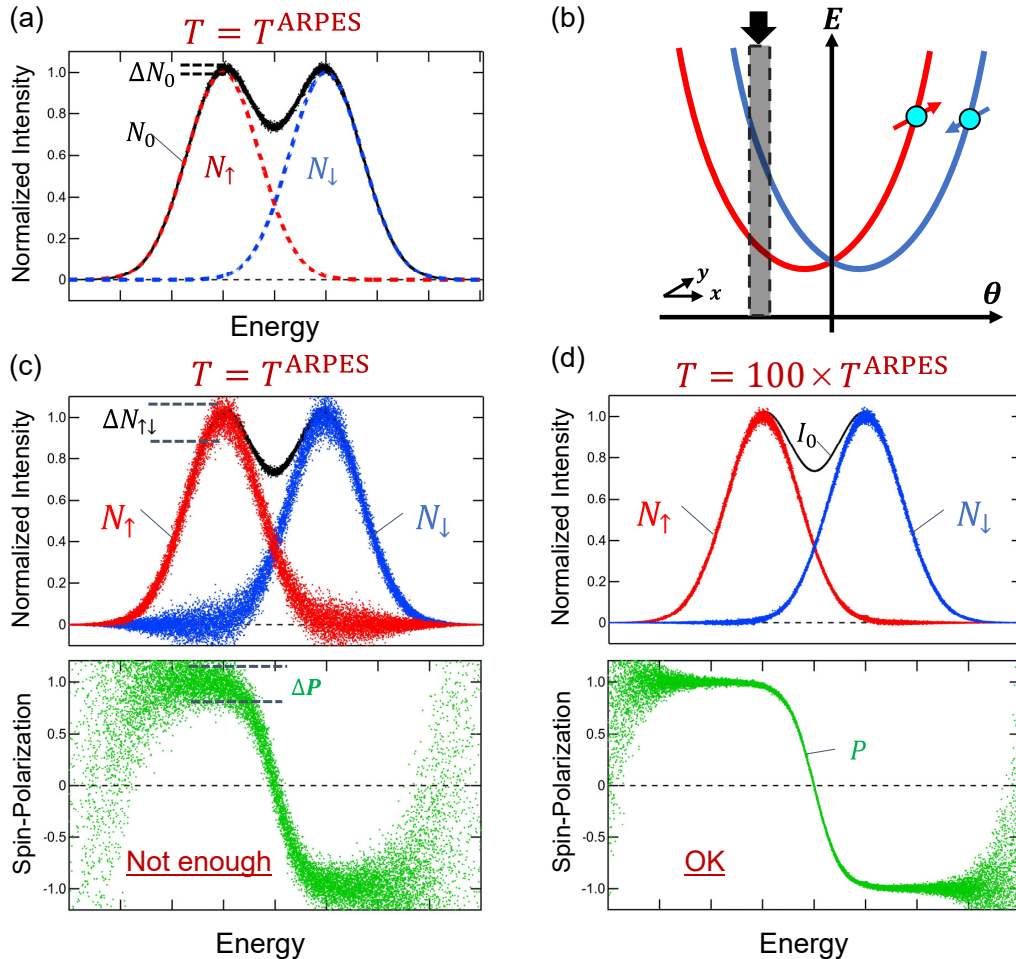 (a)
T = T^ARPES
Normalized Intensity
1.0
0.8
0.6
0.4
0.2
0
ΔN₀
N₀
N↑
N↓
Energy
(b)
E
θ
y
x
(c)
T = T^ARPES
Normalized Intensity
1.0
0.8
0.6
0.4
0.2
0
ΔN↑↓
N↑
N↓
Spin-Polarization
1.0
0.5
0
-0.5
-1.0
ΔP
Not enough
Energy
(d)
T = 100 × T^ARPES
Normalized Intensity
1.0
0.8
0.6
0.4
0.2
0
I₀
N↑
N↓
Spin-Polarization
1.0
0.5
0
-0.5
-1.0
P
OK
Energy